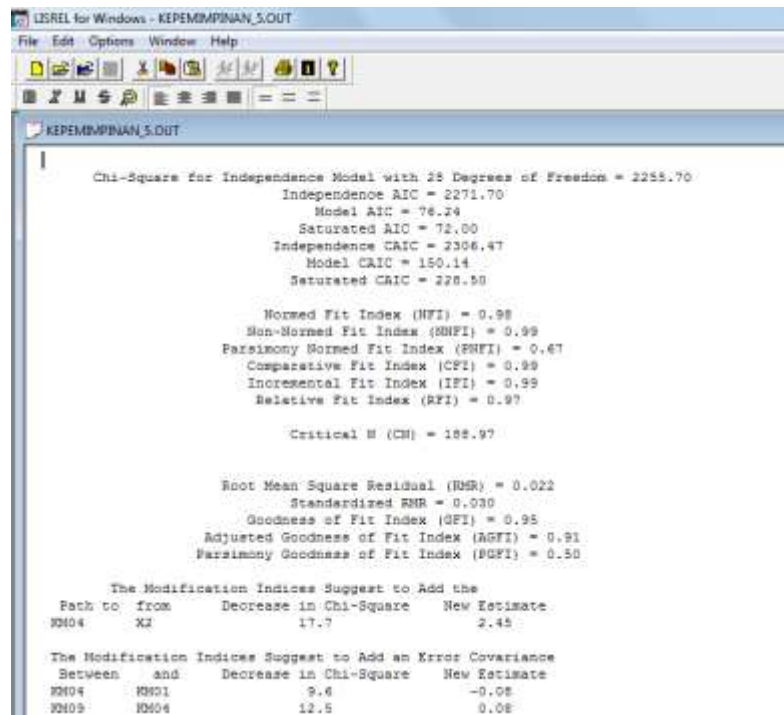 LISREL for Windows - KEPEMIMPINAN_5.OUT
File Edit Options Window Help
KEPEMIMPINAN_5.OUT
Chi-Square for Independence Model with 28 Degrees of Freedom = 2255.70
Independence AIC = 2271.70
Model AIC = 76.24
Saturated AIC = 72.00
Independence CAIC = 2306.47
Model CAIC = 150.14
Saturated CAIC = 228.50
Normed Fit Index (NFI) = 0.98
Non-Normed Fit Index (NNFI) = 0.99
Parsimony Normed Fit Index (PNFI) = 0.67
Comparative Fit Index (CFI) = 0.99
Incremental Fit Index (IFI) = 0.99
Relative Fit Index (RFI) = 0.97
Critical N (CN) = 188.97
Root Mean Square Residual (RMR) = 0.022
Standardized RMR = 0.030
Goodness of Fit Index (GFI) = 0.95
Adjusted Goodness of Fit Index (AGFI) = 0.91
Parsimony Goodness of Fit Index (PGFI) = 0.50
The Modification Indices Suggest to Add the
Path to from Decrease in Chi-Square New Estimate
KM04 X2 17.7 2.45
The Modification Indices Suggest to Add an Error Covariance
Between and Decrease in Chi-Square New Estimate
KM04 KM01 9.6 -0.08
KM09 KM04 12.5 0.08